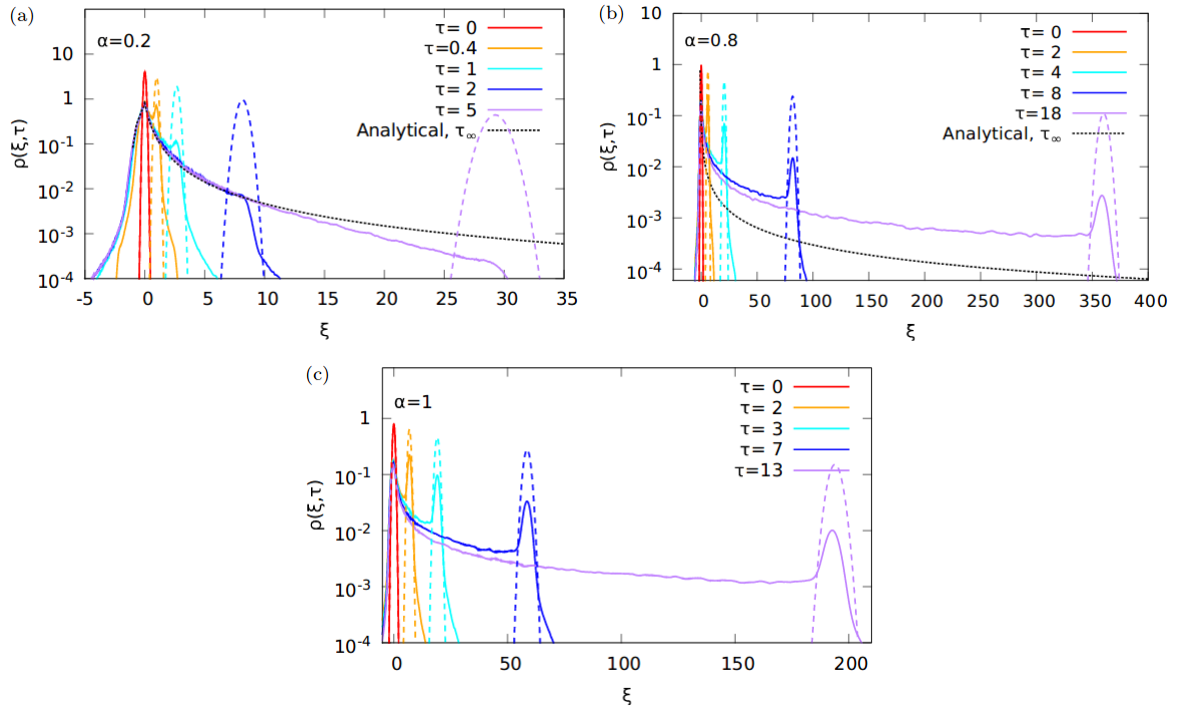 (a)
α=0.2
τ= 0
τ=0.4
τ= 1
τ= 2
τ= 5
Analytical, τ∞
ρ(ξ,τ)
10
1
10-1
10-2
10-3
10-4
-5 0 5 10 15 20 25 30 35
ξ
(b)
α=0.8
τ= 0
τ= 2
τ= 4
τ= 8
τ=18
Analytical, τ∞
ρ(ξ,τ)
10
1
10-1
10-2
10-3
10-4
0 50 100 150 200 250 300 350 400
ξ
(c)
α=1
τ= 0
τ= 2
τ= 3
τ= 7
τ=13
ρ(ξ,τ)
1
10-1
10-2
10-3
10-4
0 50 100 150 200
ξ